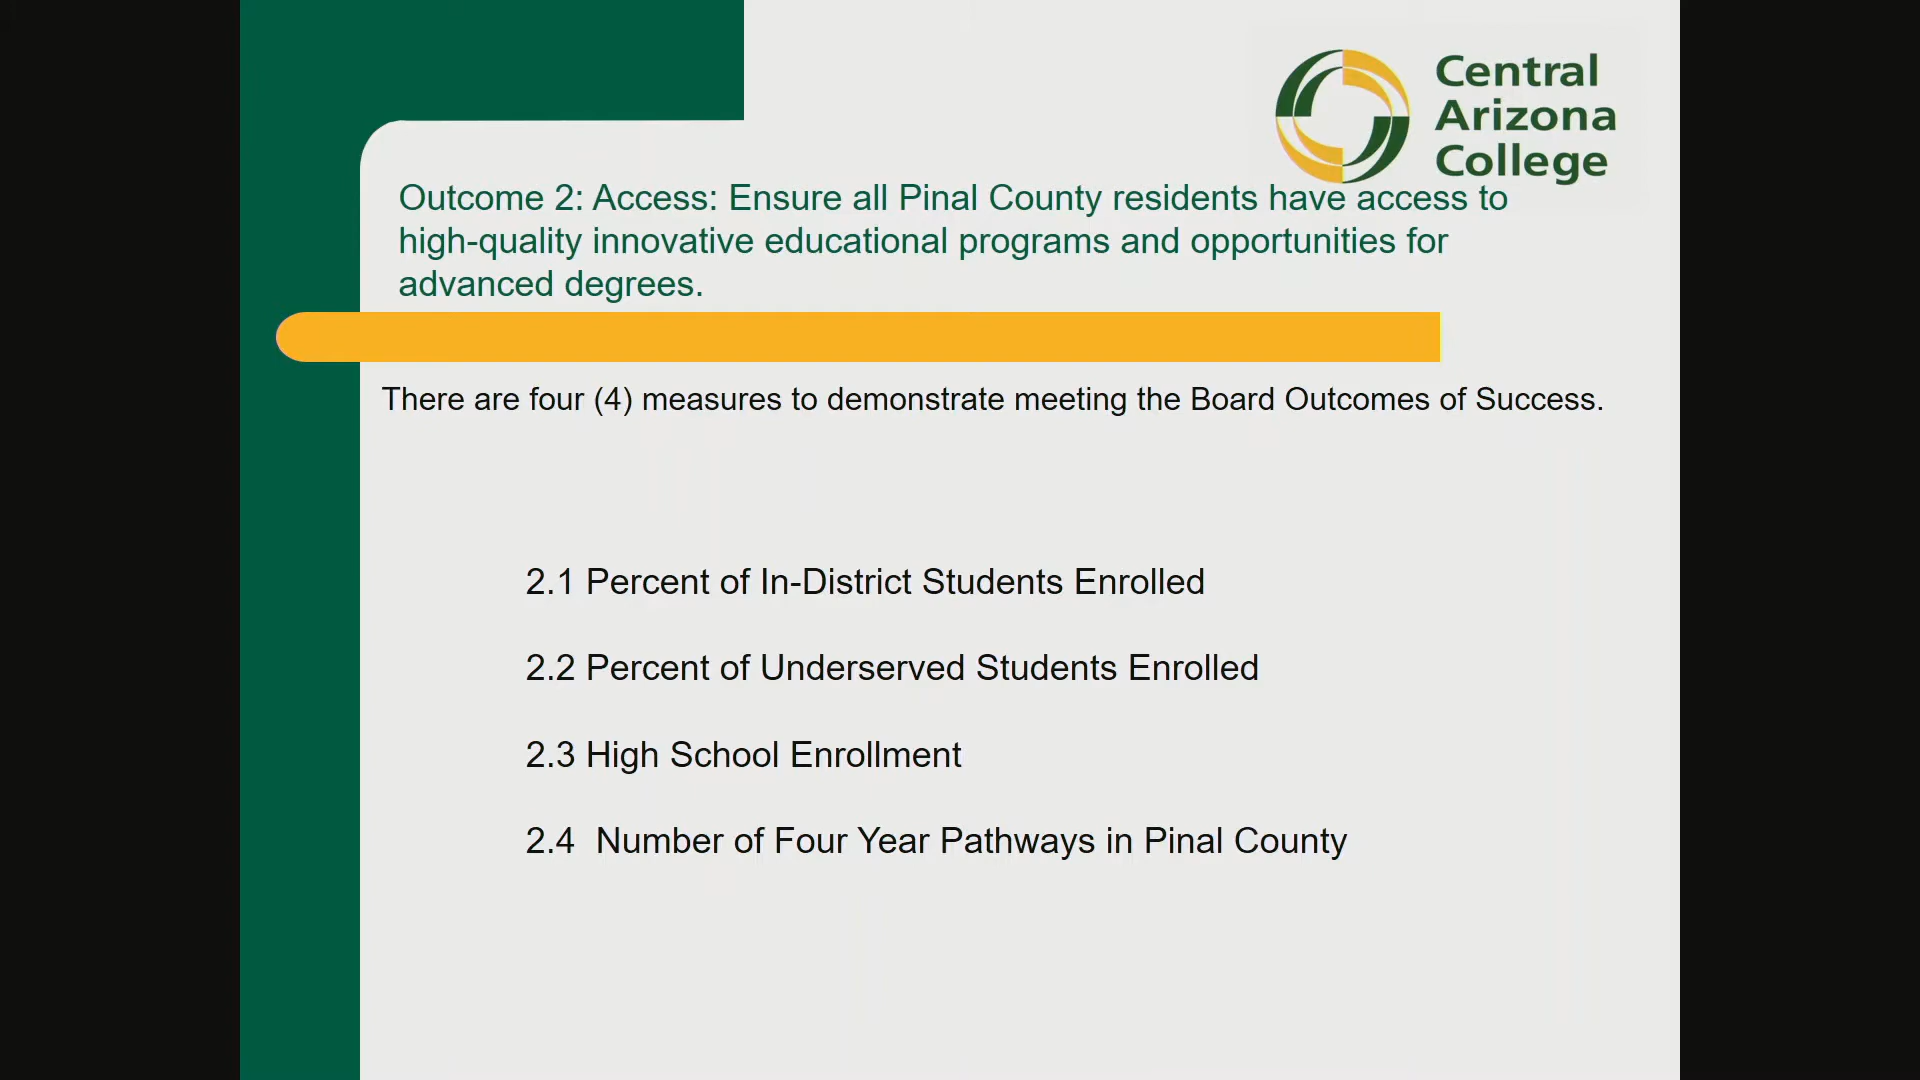 Central
Arizona
College
Outcome 2: Access: Ensure all Pinal County residents have access to
high-quality innovative educational programs and opportunities for
advanced degrees.
There are four (4) measures to demonstrate meeting the Board Outcomes of Success.
2.1 Percent of In-District Students Enrolled
2.2 Percent of Underserved Students Enrolled
2.3 High School Enrollment
2.4  Number of Four Year Pathways in Pinal County